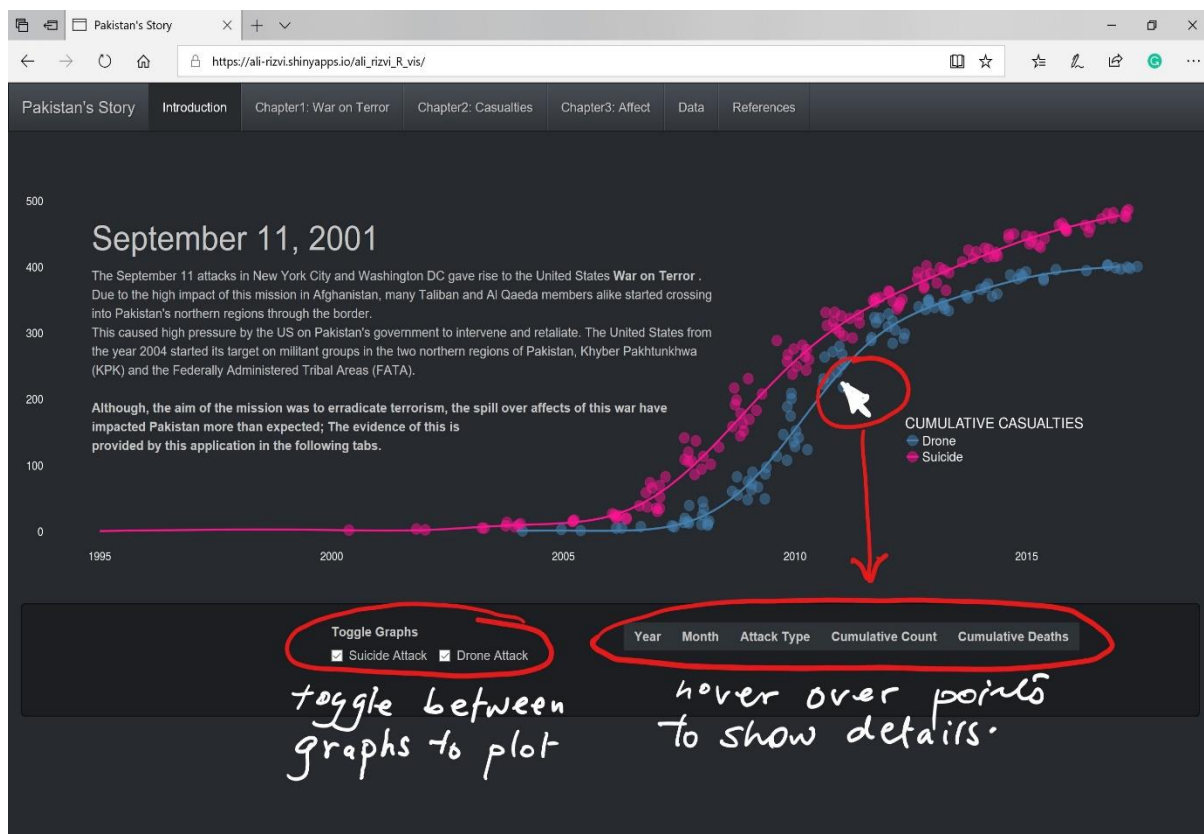 Pakistan's Story
https://ali-rizvi.shinyapps.io/ali_rizvi_R_vis/
Pakistan's Story Introduction Chapter1: War on Terror Chapter2: Casualties Chapter3: Affect Data References
500
September 11, 2001
400
The September 11 attacks in New York City and Washington DC gave rise to the United States War on Terror .
Due to the high impact of this mission in Afghanistan, many Taliban and Al Qaeda members alike started crossing
into Pakistan's northern regions through the border.
300
This caused high pressure by the US on Pakistan's government to intervene and retaliate. The United States from
the year 2004 started its target on militant groups in the two northern regions of Pakistan, Khyber Pakhtunkhwa
(KPK) and the Federally Administered Tribal Areas (FATA).
200
Although, the aim of the mission was to erradicate terrorism, the spill over affects of this war have
impacted Pakistan more than expected; The evidence of this is
provided by this application in the following tabs.
CUMULATIVE CASUALTIES
Drone
Suicide
100
0
1995 2000 2005 2010 2015
Toggle Graphs
Suicide Attack Drone Attack
Year Month Attack Type Cumulative Count Cumulative Deaths
toggle between
graphs to plot
hover over points
to show details.